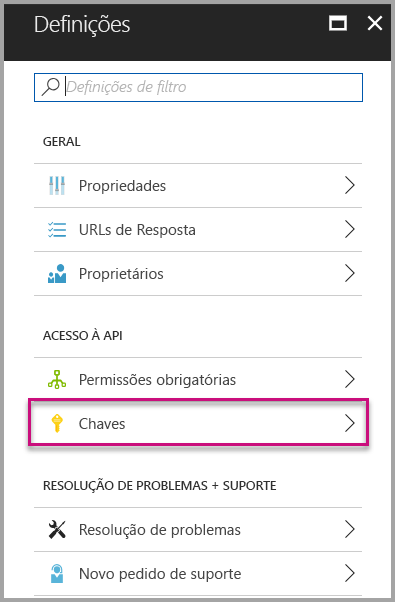 Definições
Definições de filtro
GERAL
Propriedades
URLs de Resposta
Proprietários
ACESSO À API
Permissões obrigatórias
Chaves
RESOLUÇÃO DE PROBLEMAS + SUPORTE
Resolução de problemas
Novo pedido de suporte